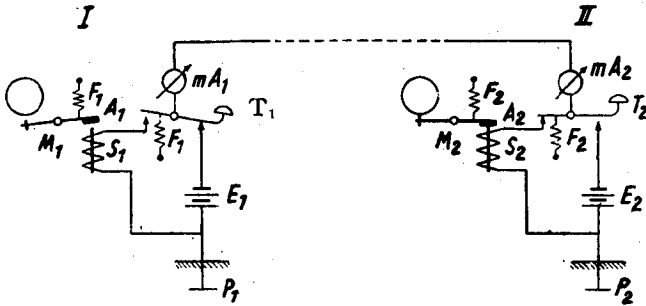 I II
mA₁ mA₂
F₁ A₁ T₁ F₂ A₂ T₂
M₁ S₁ F₁ M₂ S₂ F₂
E₁ E₂
P₁ P₂